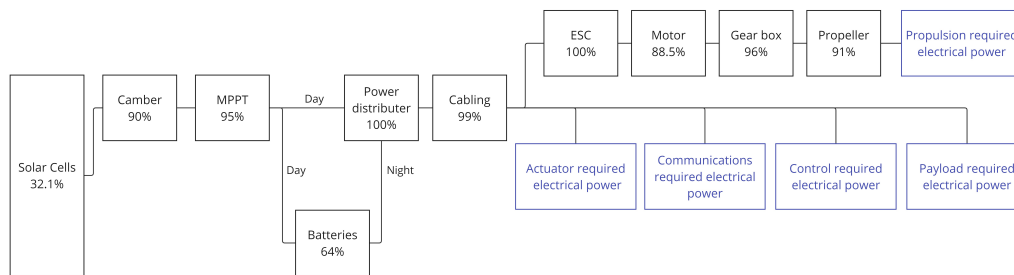 Solar Cells
32.1%
Camber
90%
MPPT
95%
Day
Day
Batteries
64%
Night
Power
distributer
100%
Cabling
99%
ESC
100%
Motor
88.5%
Gear box
96%
Propeller
91%
Propulsion required
electrical power
Actuator required
electrical power
Communications
required electrical
power
Control required
electrical power
Payload required
electrical power